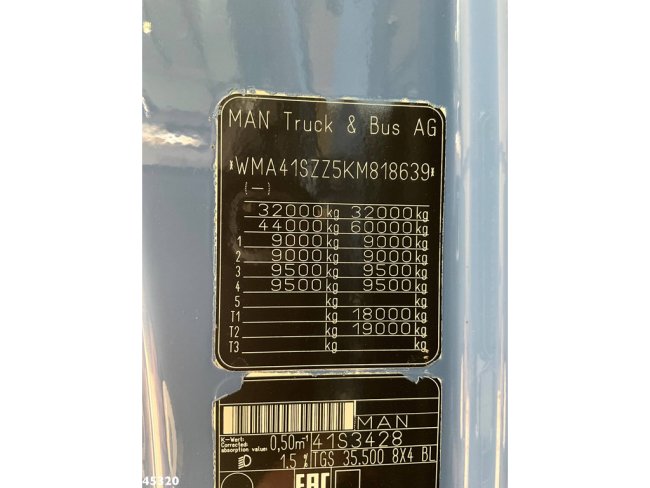 MAN Truck & Bus AG
*WMA41SZZ5KM818639*
(—)
32000 kg 32000 kg
44000 kg 60000 kg
1 9000 kg 9000 kg
2 9000 kg 9000 kg
3 9500 kg 9500 kg
4 9500 kg 9500 kg
5 kg kg
T1 kg 18000 kg
T2 kg 19000 kg
T3 kg kg
MAN
K-Wert:
Corrected absorption value: 0,50m⁻¹ 41S3428
1.5 % TGS 35.500 8X4 BL
EAC
45320